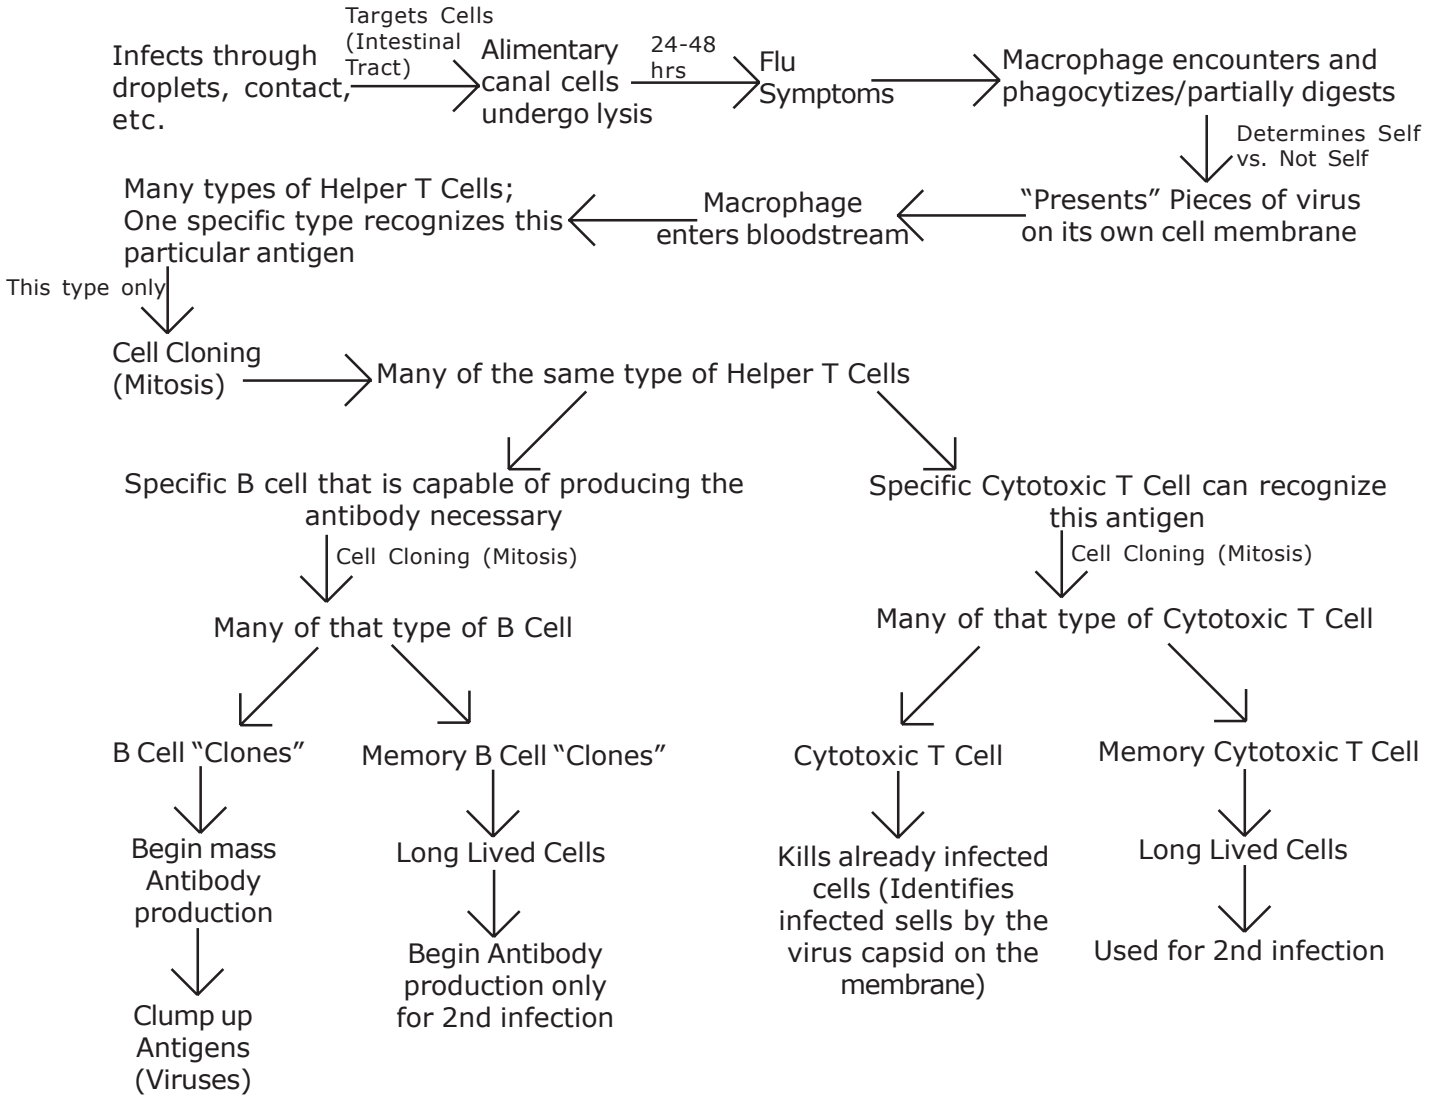 Infects through
droplets, contact,
etc.
Targets Cells
(Intestinal
Tract)
Alimentary
canal cells
undergo lysis
24-48
hrs
Flu
Symptoms
Macrophage encounters and
phagocytizes/partially digests
Determines Self
vs. Not Self
“Presents” Pieces of virus
on its own cell membrane
Macrophage
enters bloodstream
Many types of Helper T Cells;
One specific type recognizes this
particular antigen
This type only
Cell Cloning
(Mitosis)
Many of the same type of Helper T Cells
Specific B cell that is capable of producing the
antibody necessary
Cell Cloning (Mitosis)
Many of that type of B Cell
B Cell “Clones”
Begin mass
Antibody
production
Clump up
Antigens
(Viruses)
Memory B Cell “Clones”
Long Lived Cells
Begin Antibody
production only
for 2nd infection
Specific Cytotoxic T Cell can recognize
this antigen
Cell Cloning (Mitosis)
Many of that type of Cytotoxic T Cell
Cytotoxic T Cell
Kills already infected
cells (Identifies
infected sells by the
virus capsid on the
membrane)
Memory Cytotoxic T Cell
Long Lived Cells
Used for 2nd infection